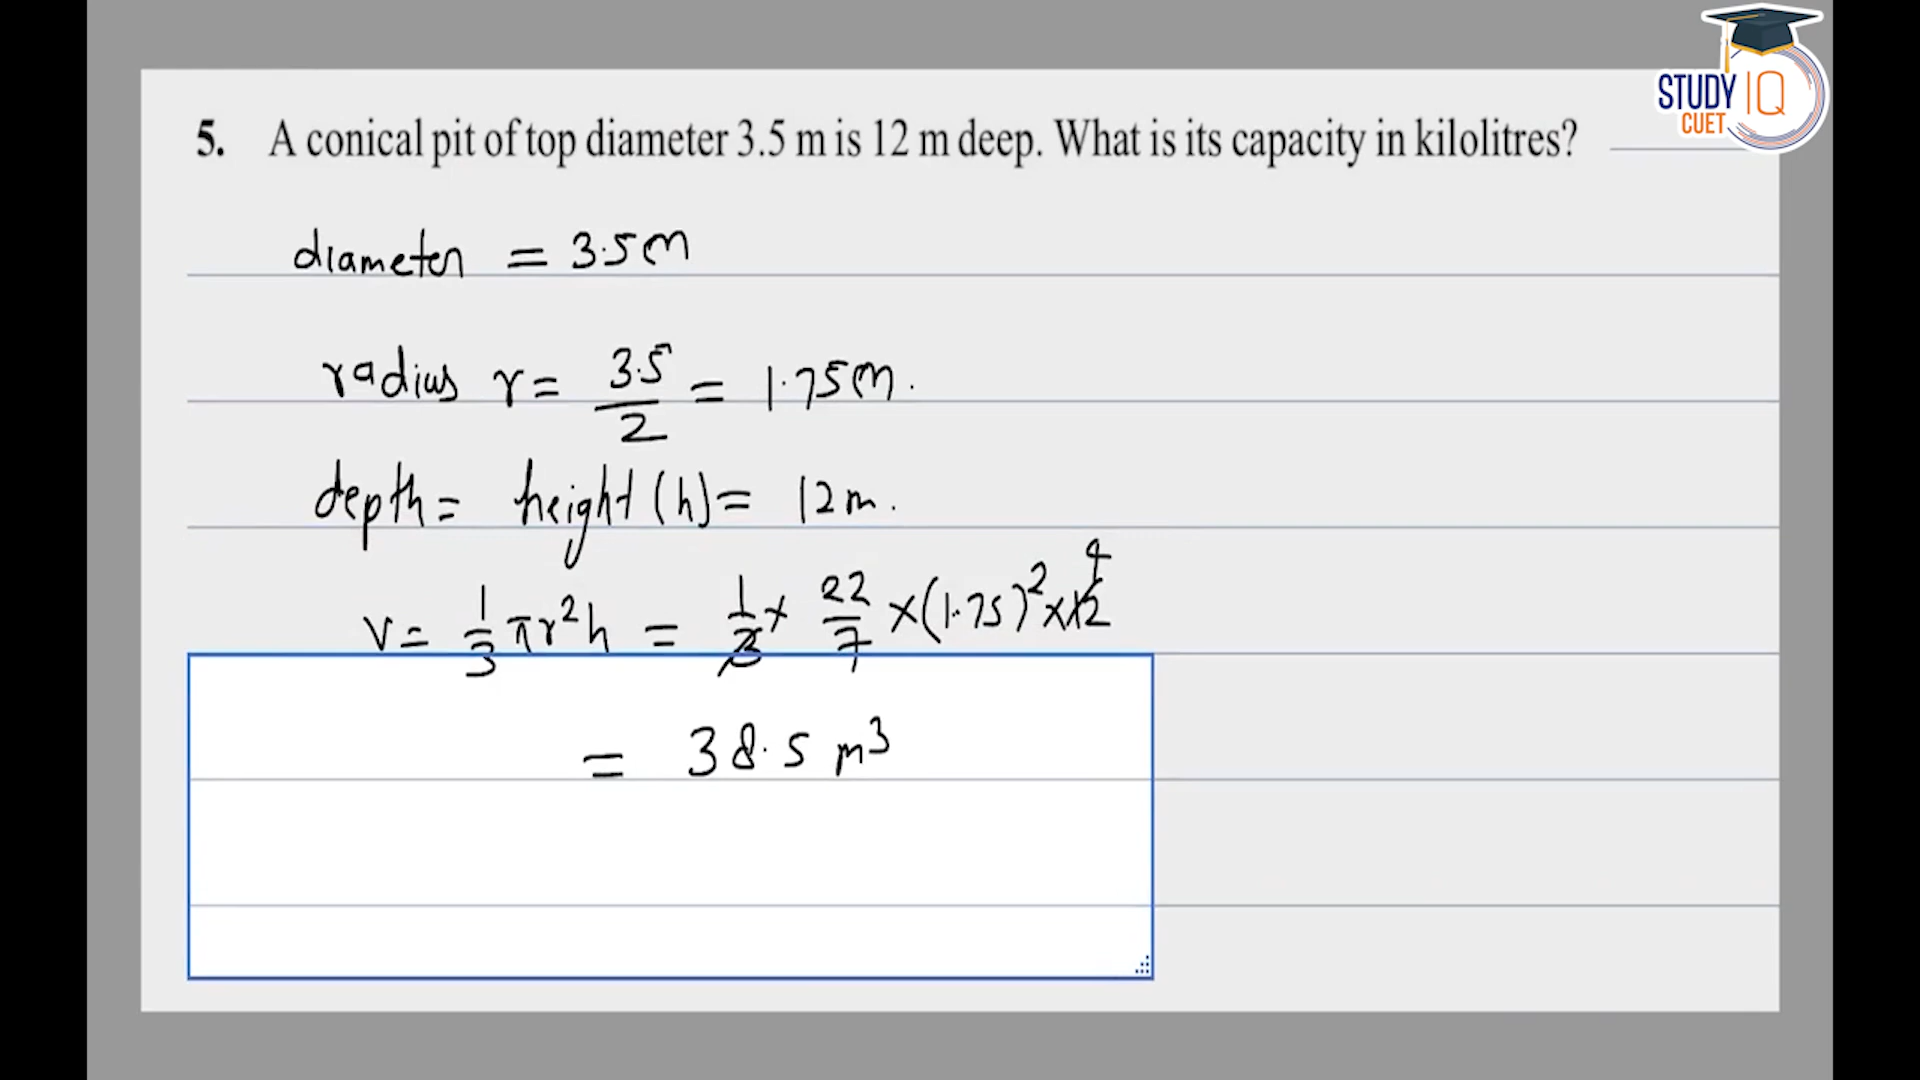 STUDY IQ
CUET
5. A conical pit of top diameter 3.5 m is 12 m deep. What is its capacity in kilolitres?
diameter = 3.5m
radius r = 3.5/2 = 1.75m.
depth = height (h) = 12m.
V = 1/3 πr²h = 1/3 × 22/7 × (1.75)² × 12 4
= 38.5 m³